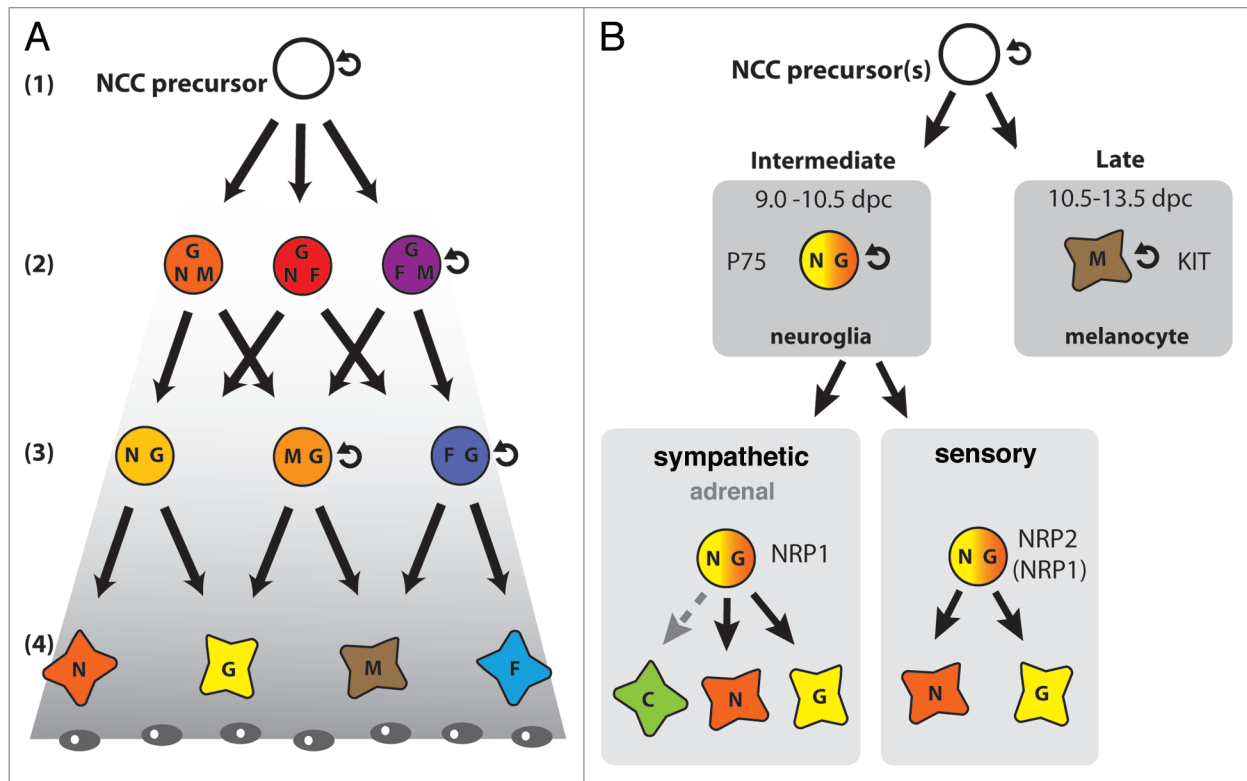 A
(1)
NCC precursor
(2)
G
N M
G
N F
G
F M
(3)
N G
M G
F G
(4)
N
G
M
F
B
NCC precursor(s)
Intermediate
9.0 -10.5 dpc
P75
N G
neuroglia
Late
10.5-13.5 dpc
M
KIT
melanocyte
sympathetic
adrenal
N G
NRP1
C
N
G
sensory
N G
NRP2
(NRP1)
N
G